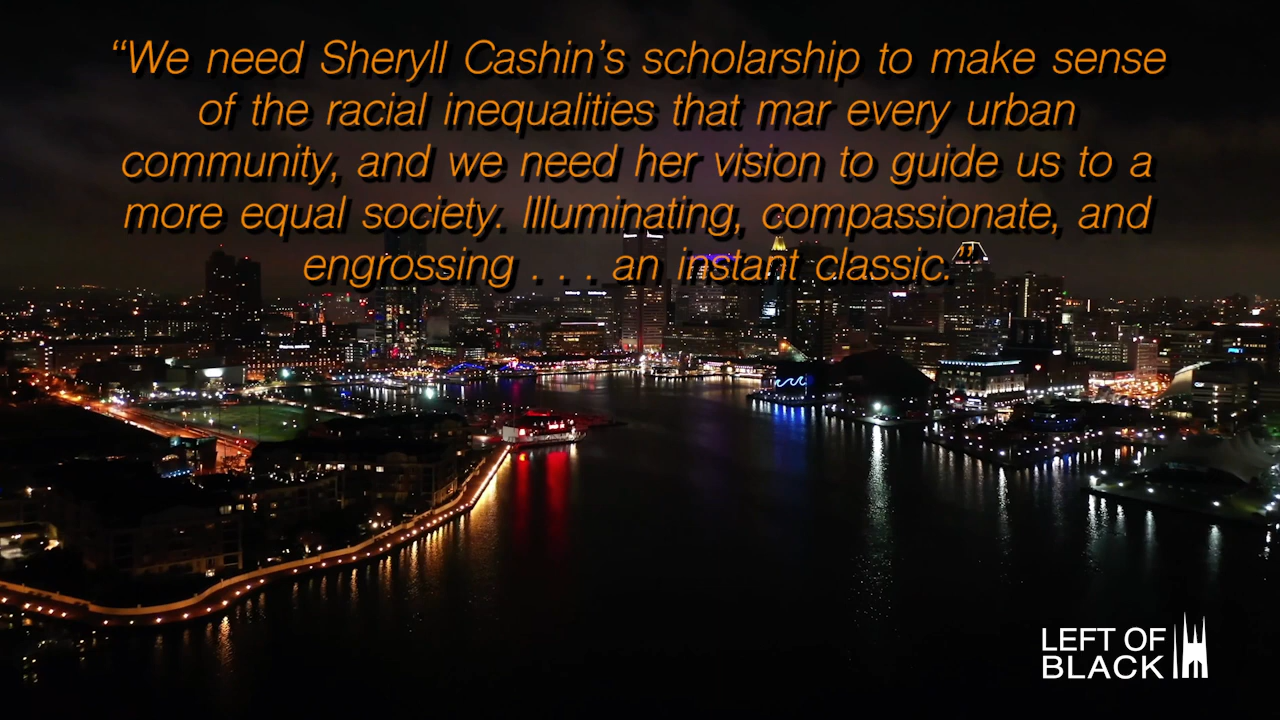 “We need Sheryll Cashin’s scholarship to make sense
of the racial inequalities that mar every urban
community, and we need her vision to guide us to a
more equal society. Illuminating, compassionate, and
engrossing . . . an instant classic.”
LEFT OF
BLACK